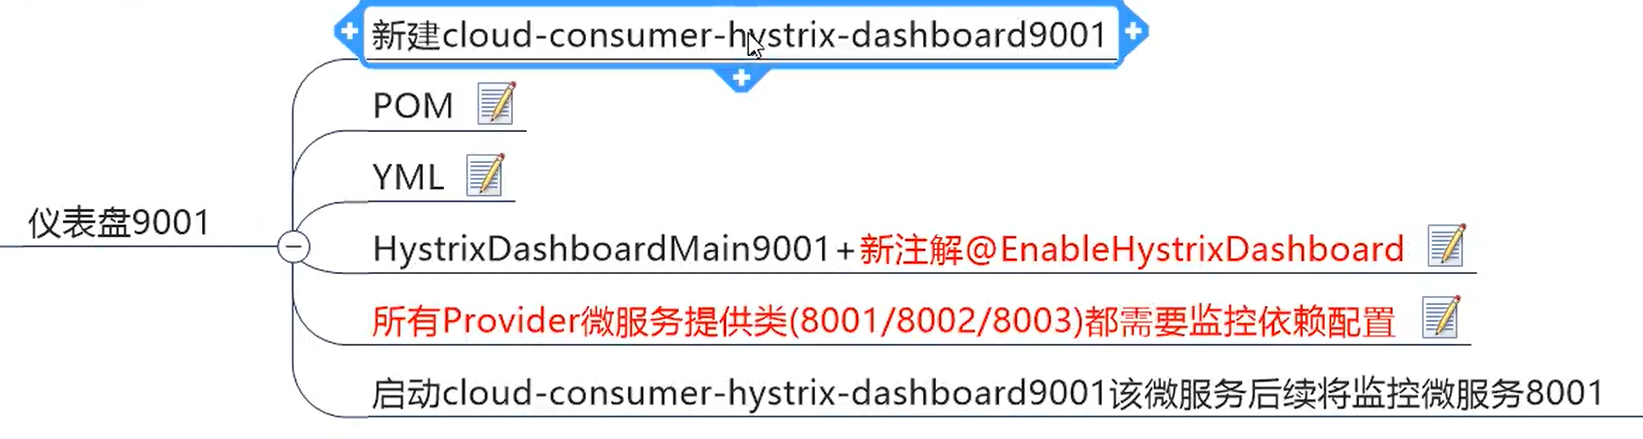 新建cloud-consumer-hystrix-dashboard9001
POM
YML
仪表盘9001
HystrixDashboardMain9001+新注解@EnableHystrixDashboard
所有Provider微服务提供类(8001/8002/8003)都需要监控依赖配置
启动cloud-consumer-hystrix-dashboard9001该微服务后续将监控微服务8001